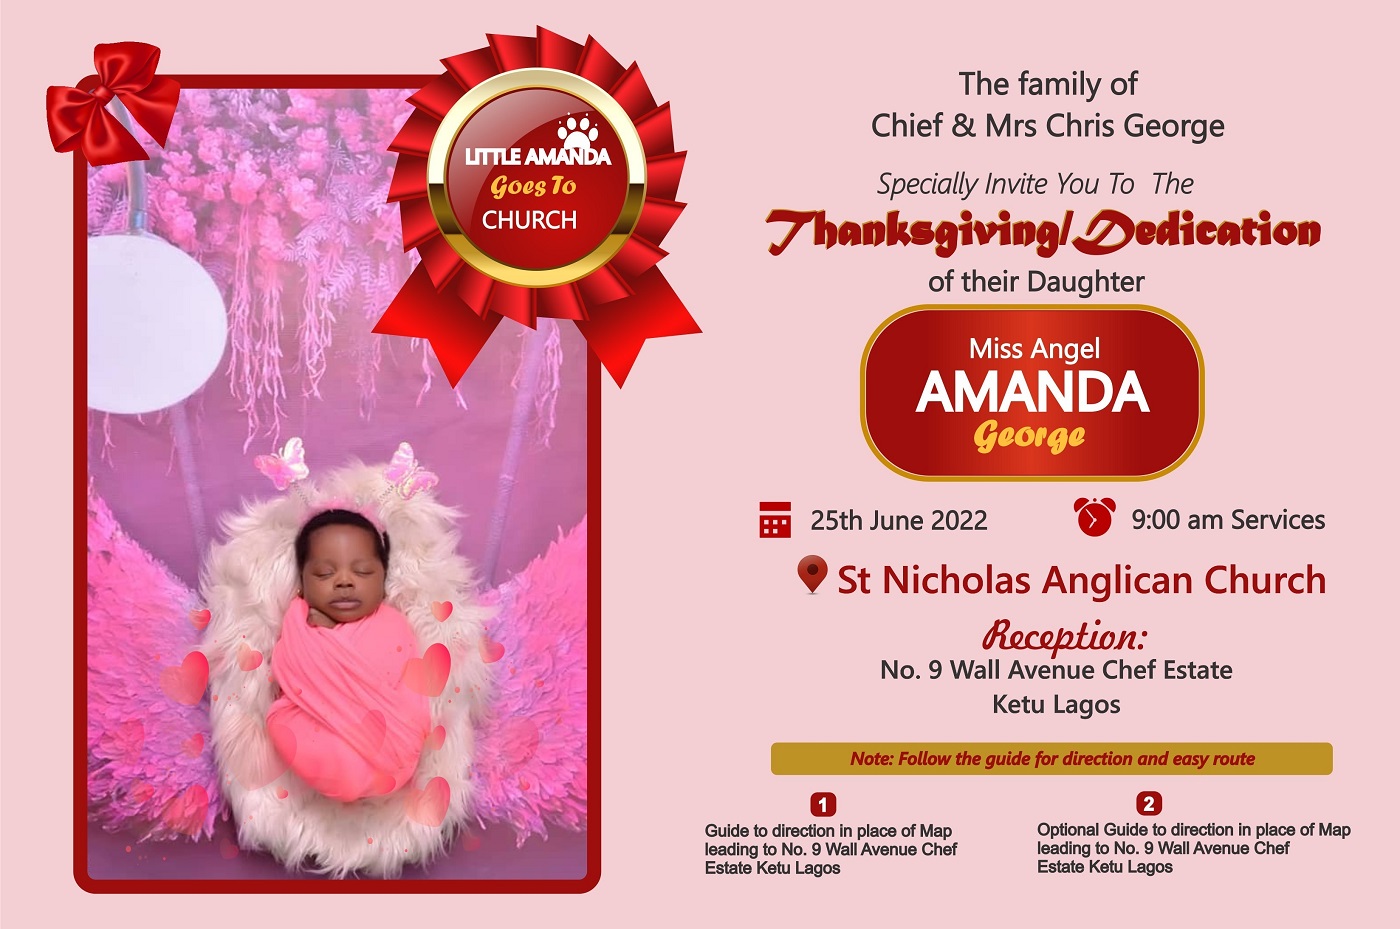 LITTLE AMANDA
Goes To
CHURCH
The family of
Chief & Mrs Chris George
Specially Invite You To The
Thanksgiving/Dedication
of their Daughter
Miss Angel
AMANDA
George
25th June 2022
9:00 am Services
St Nicholas Anglican Church
Reception:
No. 9 Wall Avenue Chef Estate
Ketu Lagos
Note: Follow the guide for direction and easy route
1
Guide to direction in place of Map
leading to No. 9 Wall Avenue Chef
Estate Ketu Lagos
2
Optional Guide to direction in place of Map
leading to No. 9 Wall Avenue Chef
Estate Ketu Lagos